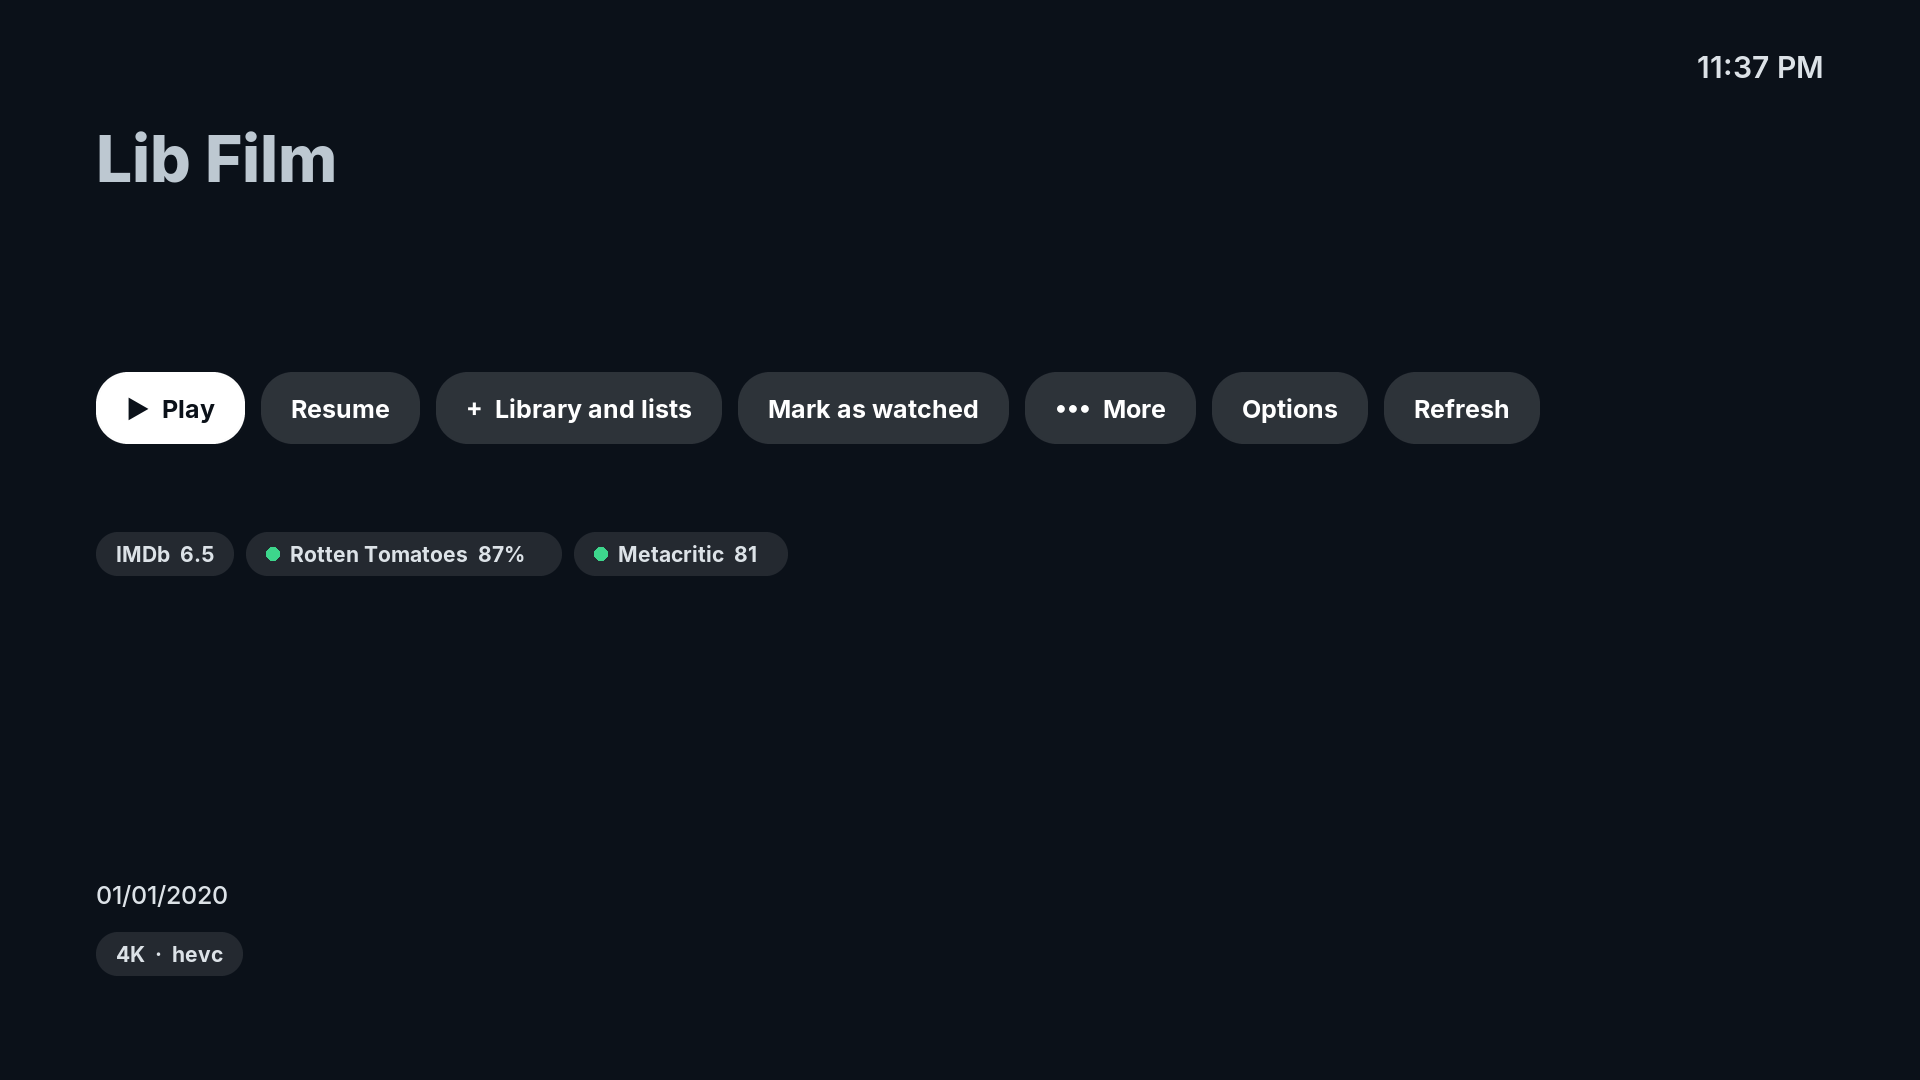 11:37 PM
Lib Film
Play Resume + Library and lists Mark as watched ••• More Options Refresh
IMDb 6.5 Rotten Tomatoes 87% Metacritic 81
01/01/2020
4K · hevc